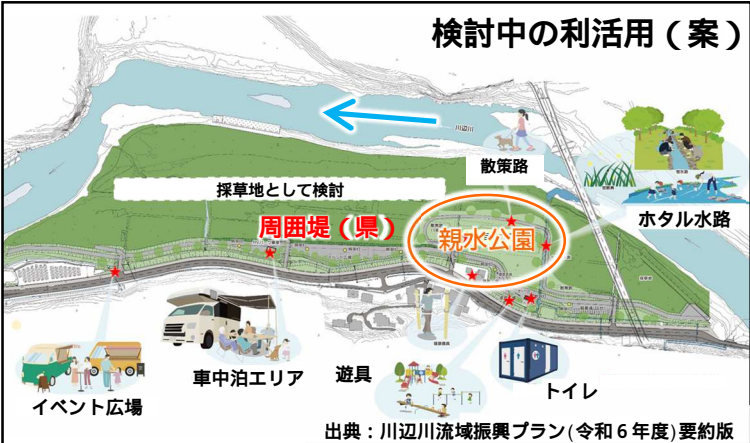 検討中の利活用（案）
川辺川
散策路
採草地として検討
ホタル水路
周囲堤（県）
親水公園
遊具
車中泊エリア
トイレ
イベント広場
出典：川辺川流域振興プラン(令和６年度)要約版